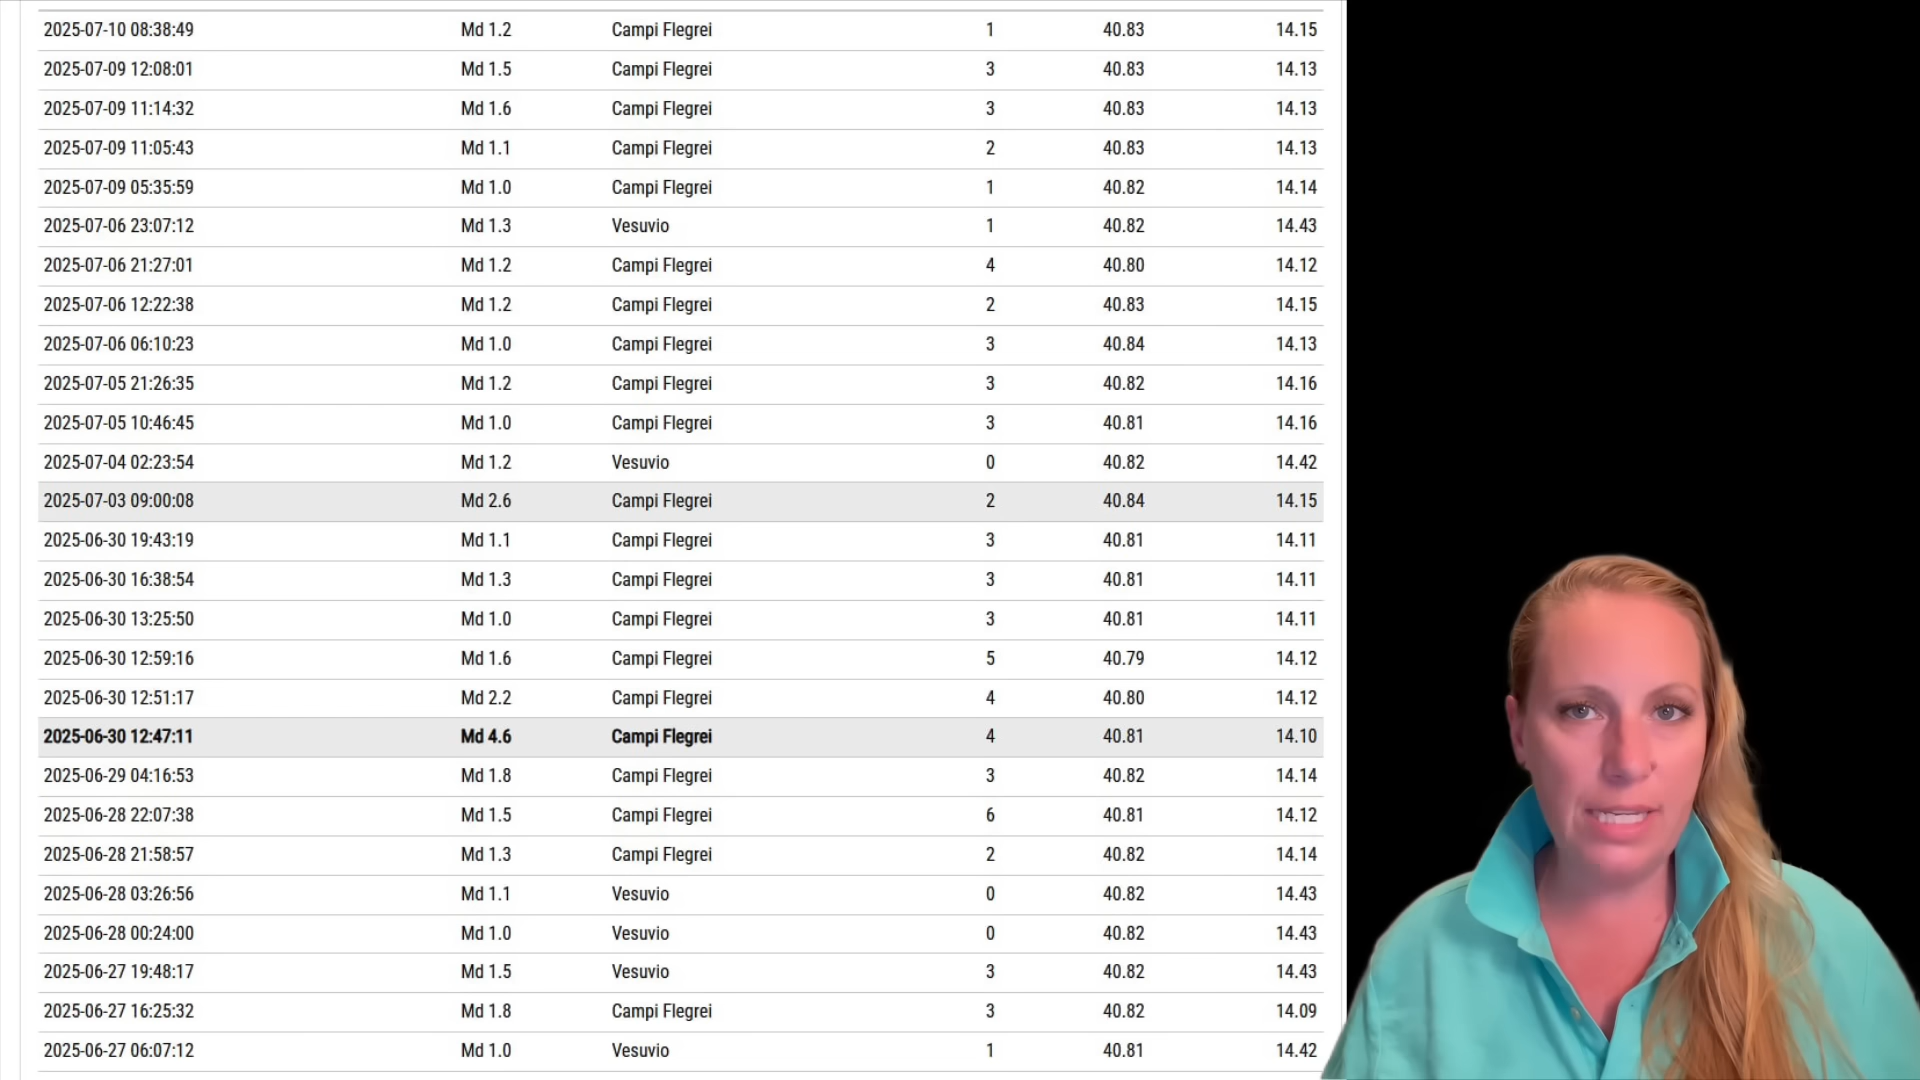 2025-07-10 08:38:49 Md 1.2 Campi Flegrei 1 40.83 14.15
2025-07-09 12:08:01 Md 1.5 Campi Flegrei 3 40.83 14.13
2025-07-09 11:14:32 Md 1.6 Campi Flegrei 3 40.83 14.13
2025-07-09 11:05:43 Md 1.1 Campi Flegrei 2 40.83 14.13
2025-07-09 05:35:59 Md 1.0 Campi Flegrei 1 40.82 14.14
2025-07-06 23:07:12 Md 1.3 Vesuvio 1 40.82 14.43
2025-07-06 21:27:01 Md 1.2 Campi Flegrei 4 40.80 14.12
2025-07-06 12:22:38 Md 1.2 Campi Flegrei 2 40.83 14.15
2025-07-06 06:10:23 Md 1.0 Campi Flegrei 3 40.84 14.13
2025-07-05 21:26:35 Md 1.2 Campi Flegrei 3 40.82 14.16
2025-07-05 10:46:45 Md 1.0 Campi Flegrei 3 40.81 14.16
2025-07-04 02:23:54 Md 1.2 Vesuvio 0 40.82 14.42
2025-07-03 09:00:08 Md 2.6 Campi Flegrei 2 40.84 14.15
2025-06-30 19:43:19 Md 1.1 Campi Flegrei 3 40.81 14.11
2025-06-30 16:38:54 Md 1.3 Campi Flegrei 3 40.81 14.11
2025-06-30 13:25:50 Md 1.0 Campi Flegrei 3 40.81 14.11
2025-06-30 12:59:16 Md 1.6 Campi Flegrei 5 40.79 14.12
2025-06-30 12:51:17 Md 2.2 Campi Flegrei 4 40.80 14.12
2025-06-30 12:47:11 Md 4.6 Campi Flegrei 4 40.81 14.10
2025-06-29 04:16:53 Md 1.8 Campi Flegrei 3 40.82 14.14
2025-06-28 22:07:38 Md 1.5 Campi Flegrei 6 40.81 14.12
2025-06-28 21:58:57 Md 1.3 Campi Flegrei 2 40.82 14.14
2025-06-28 03:26:56 Md 1.1 Vesuvio 0 40.82 14.43
2025-06-28 00:24:00 Md 1.0 Vesuvio 0 40.82 14.43
2025-06-27 19:48:17 Md 1.5 Vesuvio 3 40.82 14.43
2025-06-27 16:25:32 Md 1.8 Campi Flegrei 3 40.82 14.09
2025-06-27 06:07:12 Md 1.0 Vesuvio 1 40.81 14.42